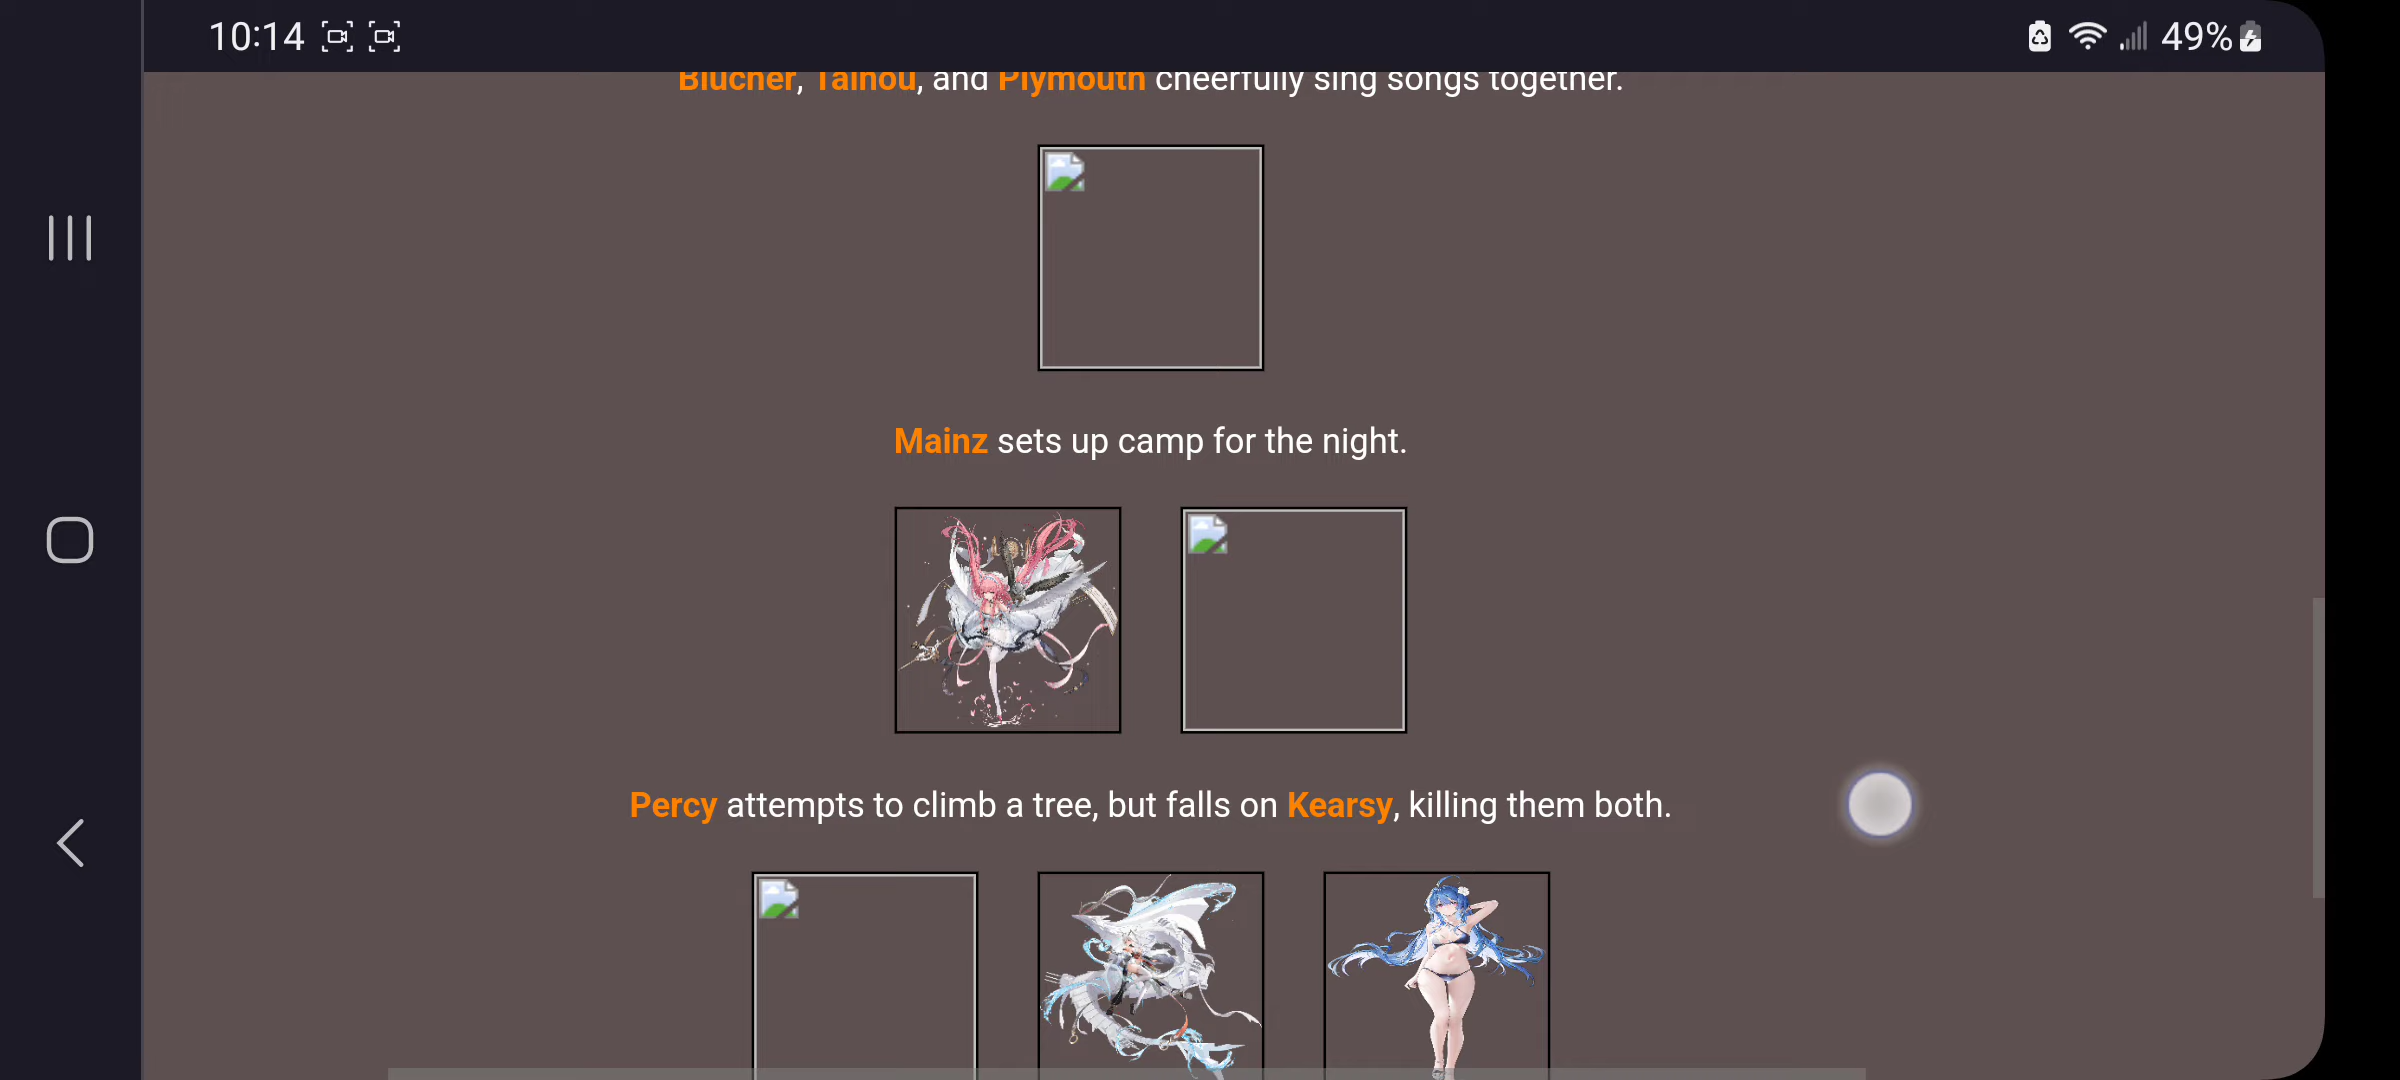 10:14
49%
Blucher, Taihou, and Plymouth cheerfully sing songs together.
Mainz sets up camp for the night.
Percy attempts to climb a tree, but falls on Kearsy, killing them both.